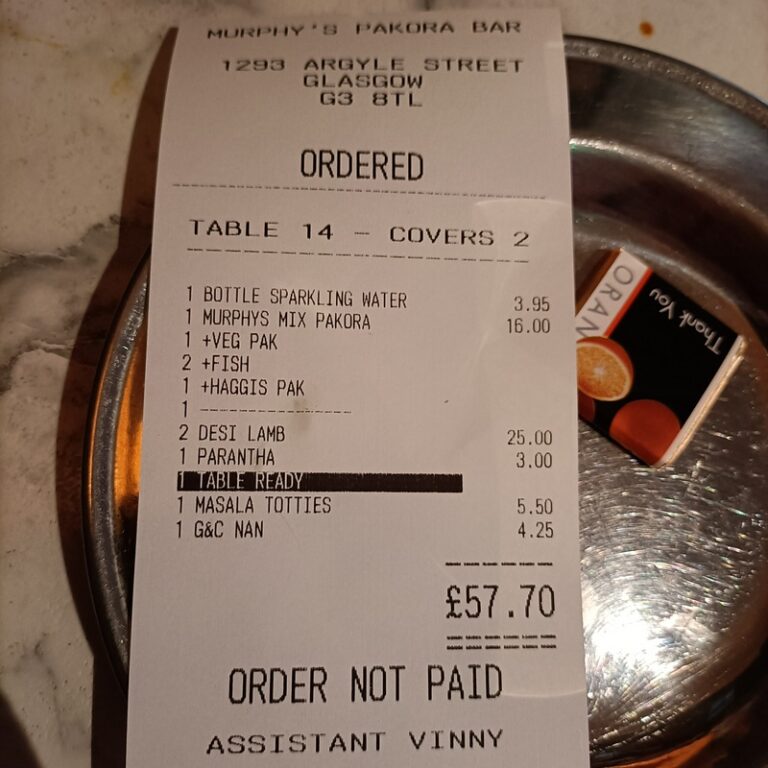 MURPHY'S PAKORA BAR
1293 ARGYLE STREET
GLASGOW
G3 8TL
ORDERED
TABLE 14 - COVERS 2
1 BOTTLE SPARKLING WATER 3.95
1 MURPHYS MIX PAKORA 16.00
1 +VEG PAK
2 +FISH
1 +HAGGIS PAK
1 --------------------
2 DESI LAMB 25.00
1 PARANTHA 3.00
1 TABLE READY
1 MASALA TOTTIES 5.50
1 G&C NAN 4.25
£57.70
ORDER NOT PAID
ASSISTANT VINNY
ORAN
Thank You